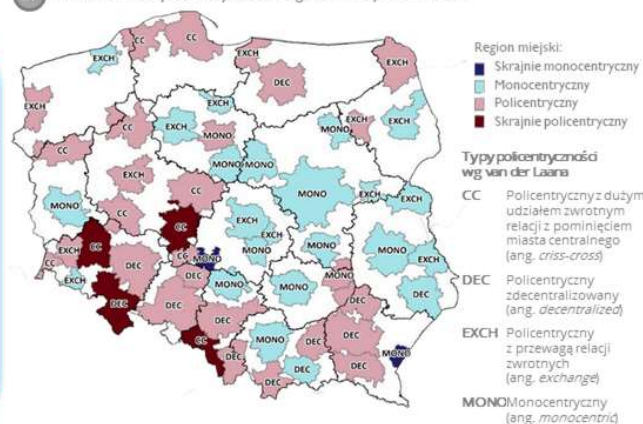 Region miejski:
Skrajnie monocentryczny
Monocentryczny
Policentryczny
Skrajnie policentryczny
Typy policentryczności
wg van der Laana
CC Policentryczny z dużym
udziałem zwrotnym
relacji z pominięciem
miasta centralnego
(ang. criss-cross)
DEC Policentryczny
zdecentralizowany
(ang. decentralized)
EXCH Policentryczny
z przewagą relacji
zwrotnych
(ang. exchange)
MONO Monocentryczny
(ang. monocentric)
EXCH
CC
CC
EXCH
DEC
EXCH
EXCH
CC
EXCH
EXCH
MONO
MONO
EXCH
EXCH
CC
CC
MONO
MONO
MONO
EXCH
EXCH
MONO
CC
CC
EXCH
EXCH
MONO
MONO
MONO
EXCH
EXCH
CC
DEC
CC
MONO
DEC
MONO
MONO
MONO
DEC
CC
EXCH
DEC
DEC
DEC
DEC
CC
DEC
MONO
DEC
DEC
MONO
DEC
DEC
DEC